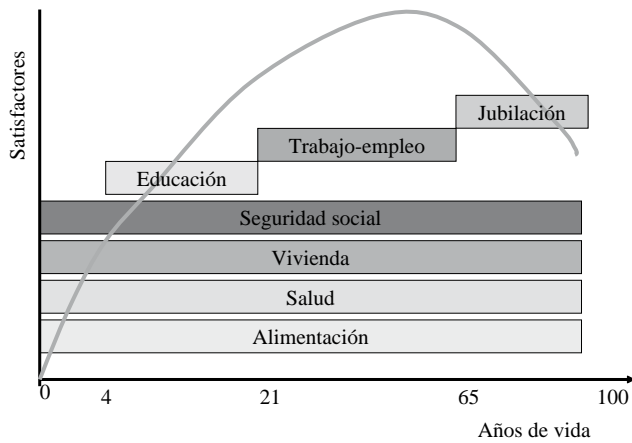 Satisfactores
Jubilación
Trabajo-empleo
Educación
Seguridad social
Vivienda
Salud
Alimentación
0 4 21 65 100
Años de vida